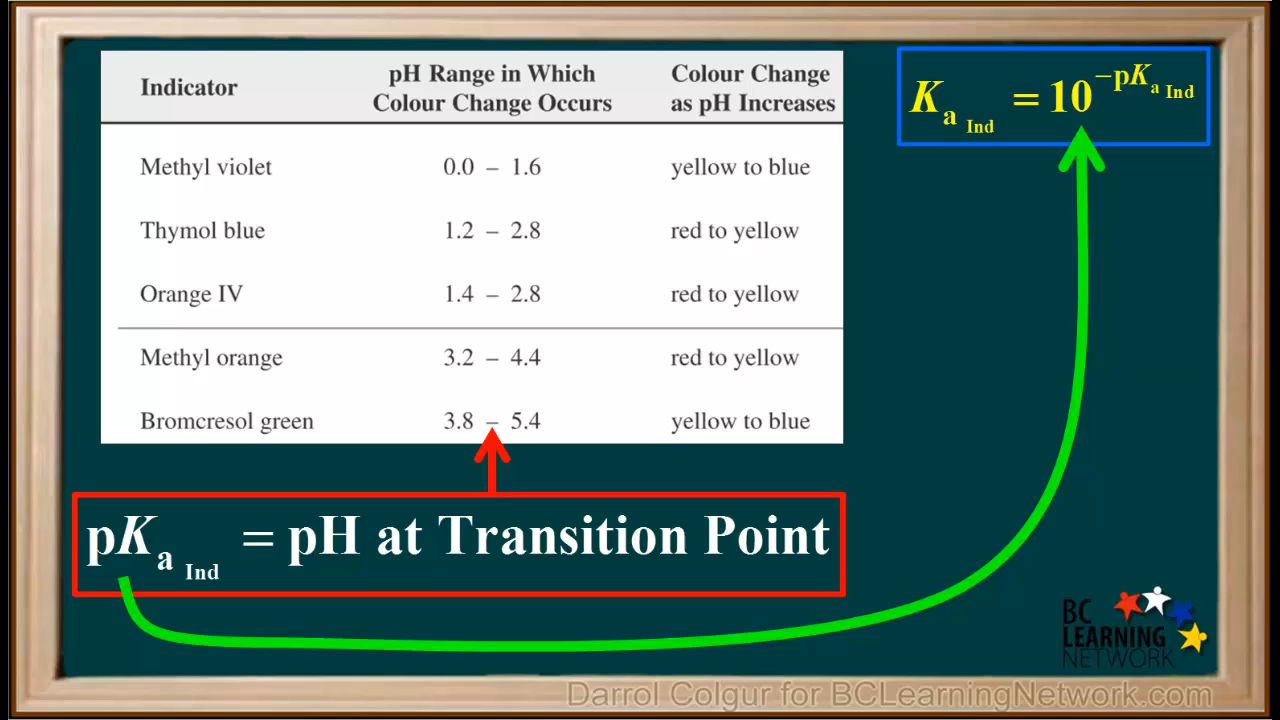 Indicator pH Range in Which Colour Change Occurs Colour Change as pH Increases
Methyl violet 0.0 – 1.6 yellow to blue
Thymol blue 1.2 – 2.8 red to yellow
Orange IV 1.4 – 2.8 red to yellow
Methyl orange 3.2 – 4.4 red to yellow
Bromcresol green 3.8 – 5.4 yellow to blue
K a Ind = 10 –pK a Ind
pK a Ind = pH at Transition Point
BC
LEARNING
NETWORK
Darrol Colgur for BCLearningNetwork.com